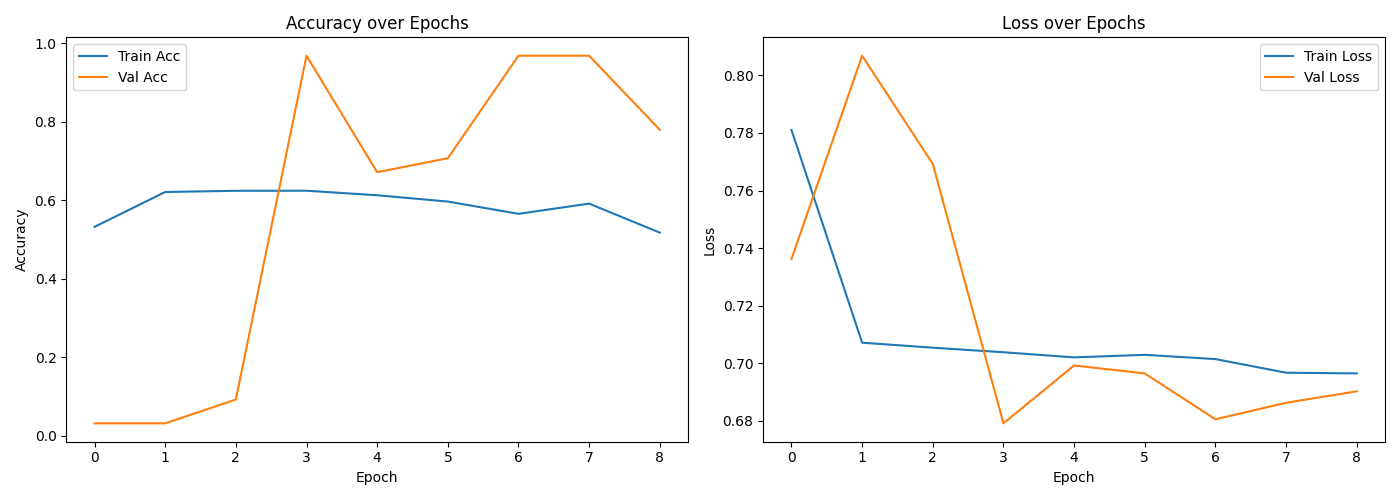 Accuracy over Epochs
Train Acc
Val Acc
1.0
0.8
0.6
0.4
0.2
0.0
Accuracy
0 1 2 3 4 5 6 7 8
Epoch
Loss over Epochs
Train Loss
Val Loss
0.80
0.78
0.76
0.74
0.72
0.70
0.68
Loss
0 1 2 3 4 5 6 7 8
Epoch